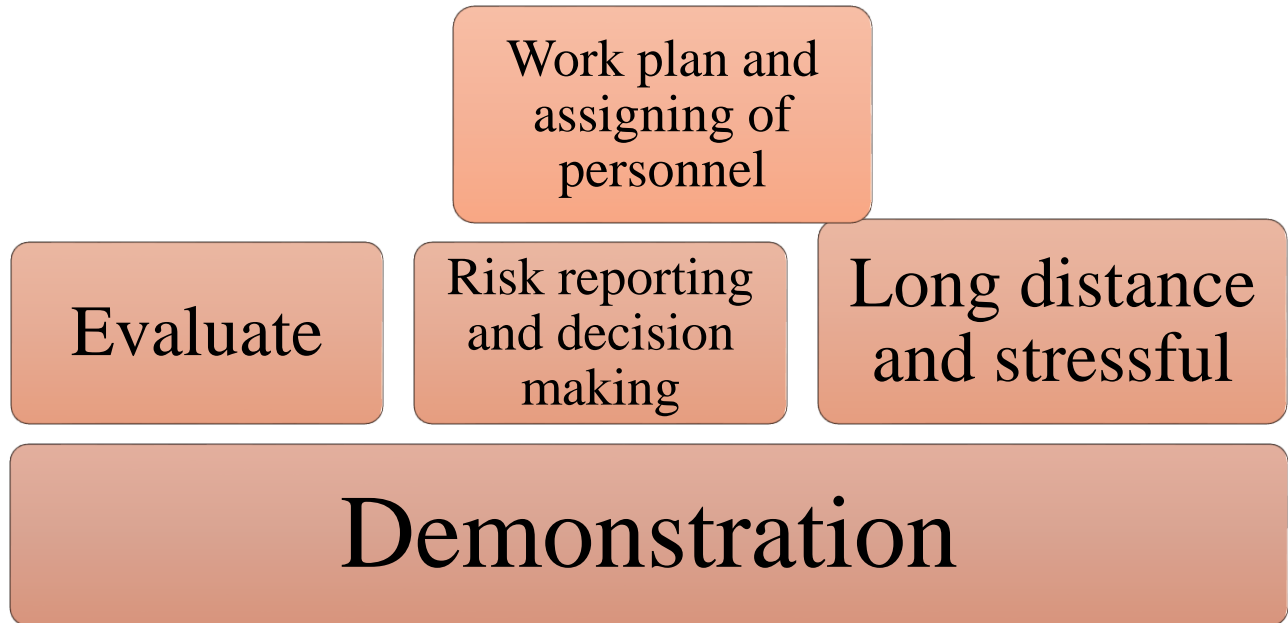 Work plan and
assigning of
personnel
Evaluate
Risk reporting
and decision
making
Long distance
and stressful
Demonstration